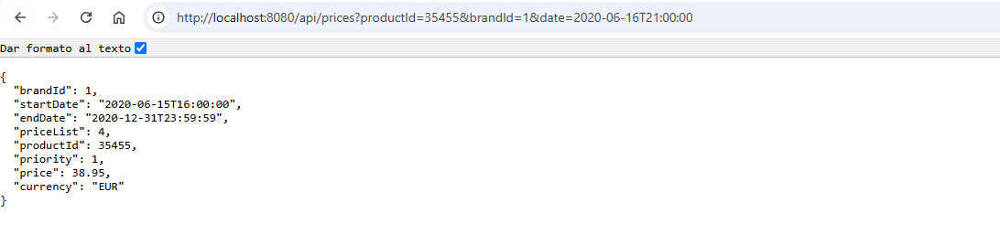 http://localhost:8080/api/prices?productId=35455&brandId=1&date=2020-06-16T21:00:00
Dar formato al texto
{
  "brandId": 1,
  "startDate": "2020-06-15T16:00:00",
  "endDate": "2020-12-31T23:59:59",
  "priceList": 4,
  "productId": 35455,
  "priority": 1,
  "price": 38.95,
  "currency": "EUR"
}